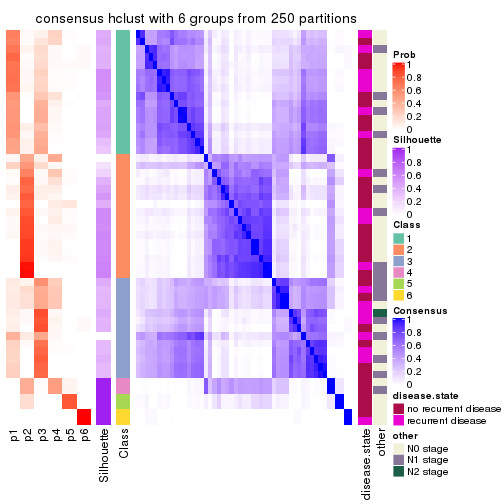 consensus hclust with 6 groups from 250 partitions
Prob
1
0.8
0.6
0.4
0.2
0
Silhouette
1
0.8
0.6
0.4
0.2
0
Class
1
2
3
4
5
6
Consensus
1
0.8
0.6
0.4
0.2
0
disease.state
no recurrent disease
recurrent disease
other
N0 stage
N1 stage
N2 stage
p1
p2
p3
p4
p5
p6
Silhouette
Class
disease.state
other